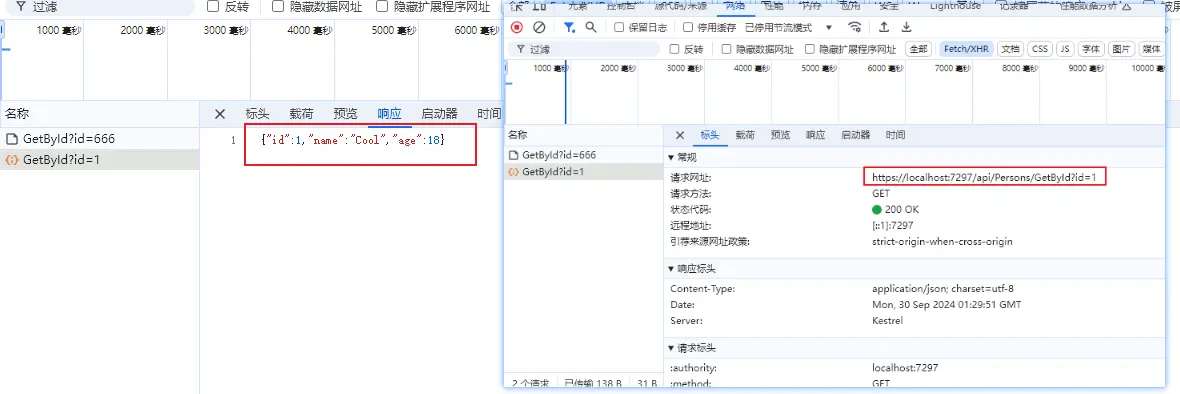 过滤
反转
隐藏数据网址
隐藏扩展程序网址
1000 毫秒
2000 毫秒
3000 毫秒
4000 毫秒
5000 毫秒
6000 毫秒
名称
标头
载荷
预览
响应
启动器
时间
GetById?id=666
GetById?id=1
1
{"id":1,"name":"Cool","age":18}
元素
控制台
源代码/来源
网络
性能
内存
应用
安全
Lighthouse
记录器
性能数据分析
保留日志
停用缓存
已停用节流模式
过滤
反转
隐藏数据网址
隐藏扩展程序网址
全部
Fetch/XHR
文档
CSS
JS
字体
图片
媒体
1000 毫秒
2000 毫秒
3000 毫秒
4000 毫秒
5000 毫秒
6000 毫秒
7000 毫秒
8000 毫秒
9000 毫秒
10000 毫秒
名称
标头
载荷
预览
响应
启动器
时间
GetById?id=666
GetById?id=1
常规
请求网址: https://localhost:7297/api/Persons/GetById?id=1
请求方法: GET
状态代码: 200 OK
远程地址: [::1]:7297
引荐来源网址政策: strict-origin-when-cross-origin
响应标头
Content-Type: application/json; charset=utf-8
Date: Mon, 30 Sep 2024 01:29:51 GMT
Server: Kestrel
请求标头
:authority: localhost:7297
:method: GET
2 个请求
已传输 138 B
31 B